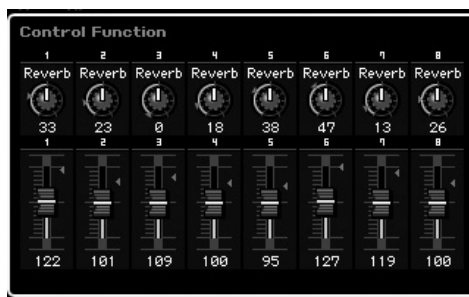 Control Function
1 2 3 4 5 6 7 8
Reverb Reverb Reverb Reverb Reverb Reverb Reverb Reverb
33 23 0 18 38 47 13 26
1 2 3 4 5 6 7 8
122 101 109 100 95 127 119 100